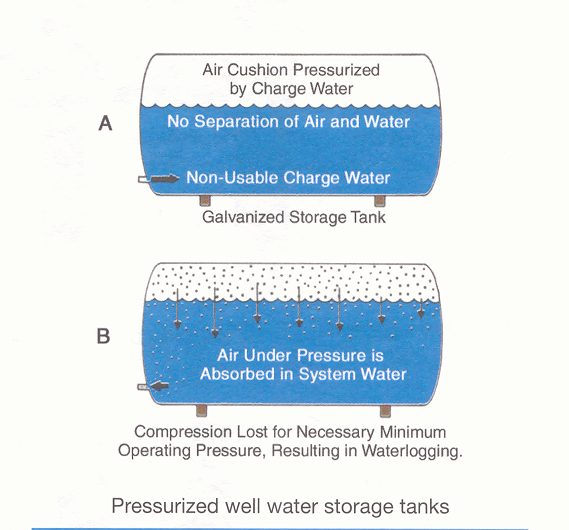 Air Cushion Pressurized
by Charge Water
A
No Separation of Air and Water
Non-Usable Charge Water
Galvanized Storage Tank
B
Air Under Pressure is
Absorbed in System Water
Compression Lost for Necessary Minimum
Operating Pressure, Resulting in Waterlogging.
Pressurized well water storage tanks